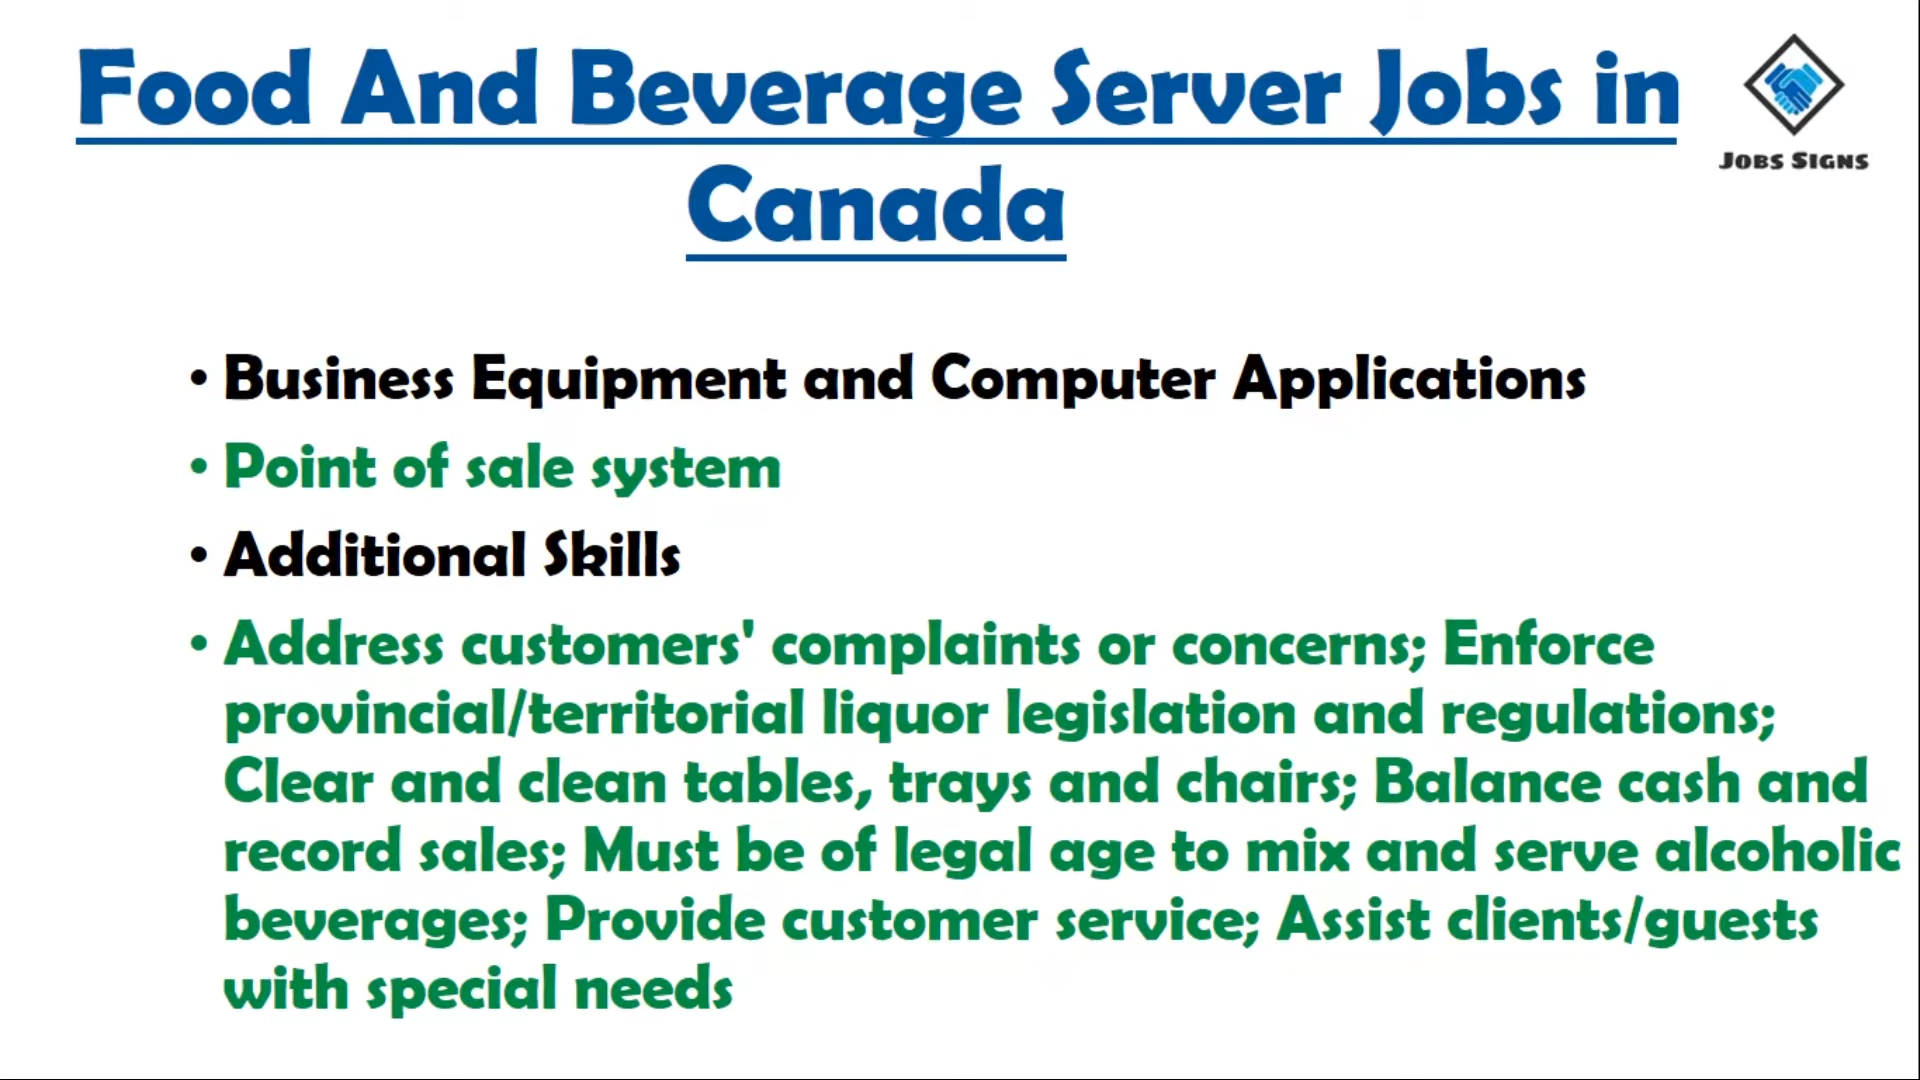 Food And Beverage Server Jobs in
Canada
JOBS SIGNS
• Business Equipment and Computer Applications
• Point of sale system
• Additional Skills
• Address customers' complaints or concerns; Enforce
provincial/territorial liquor legislation and regulations;
Clear and clean tables, trays and chairs; Balance cash and
record sales; Must be of legal age to mix and serve alcoholic
beverages; Provide customer service; Assist clients/guests
with special needs